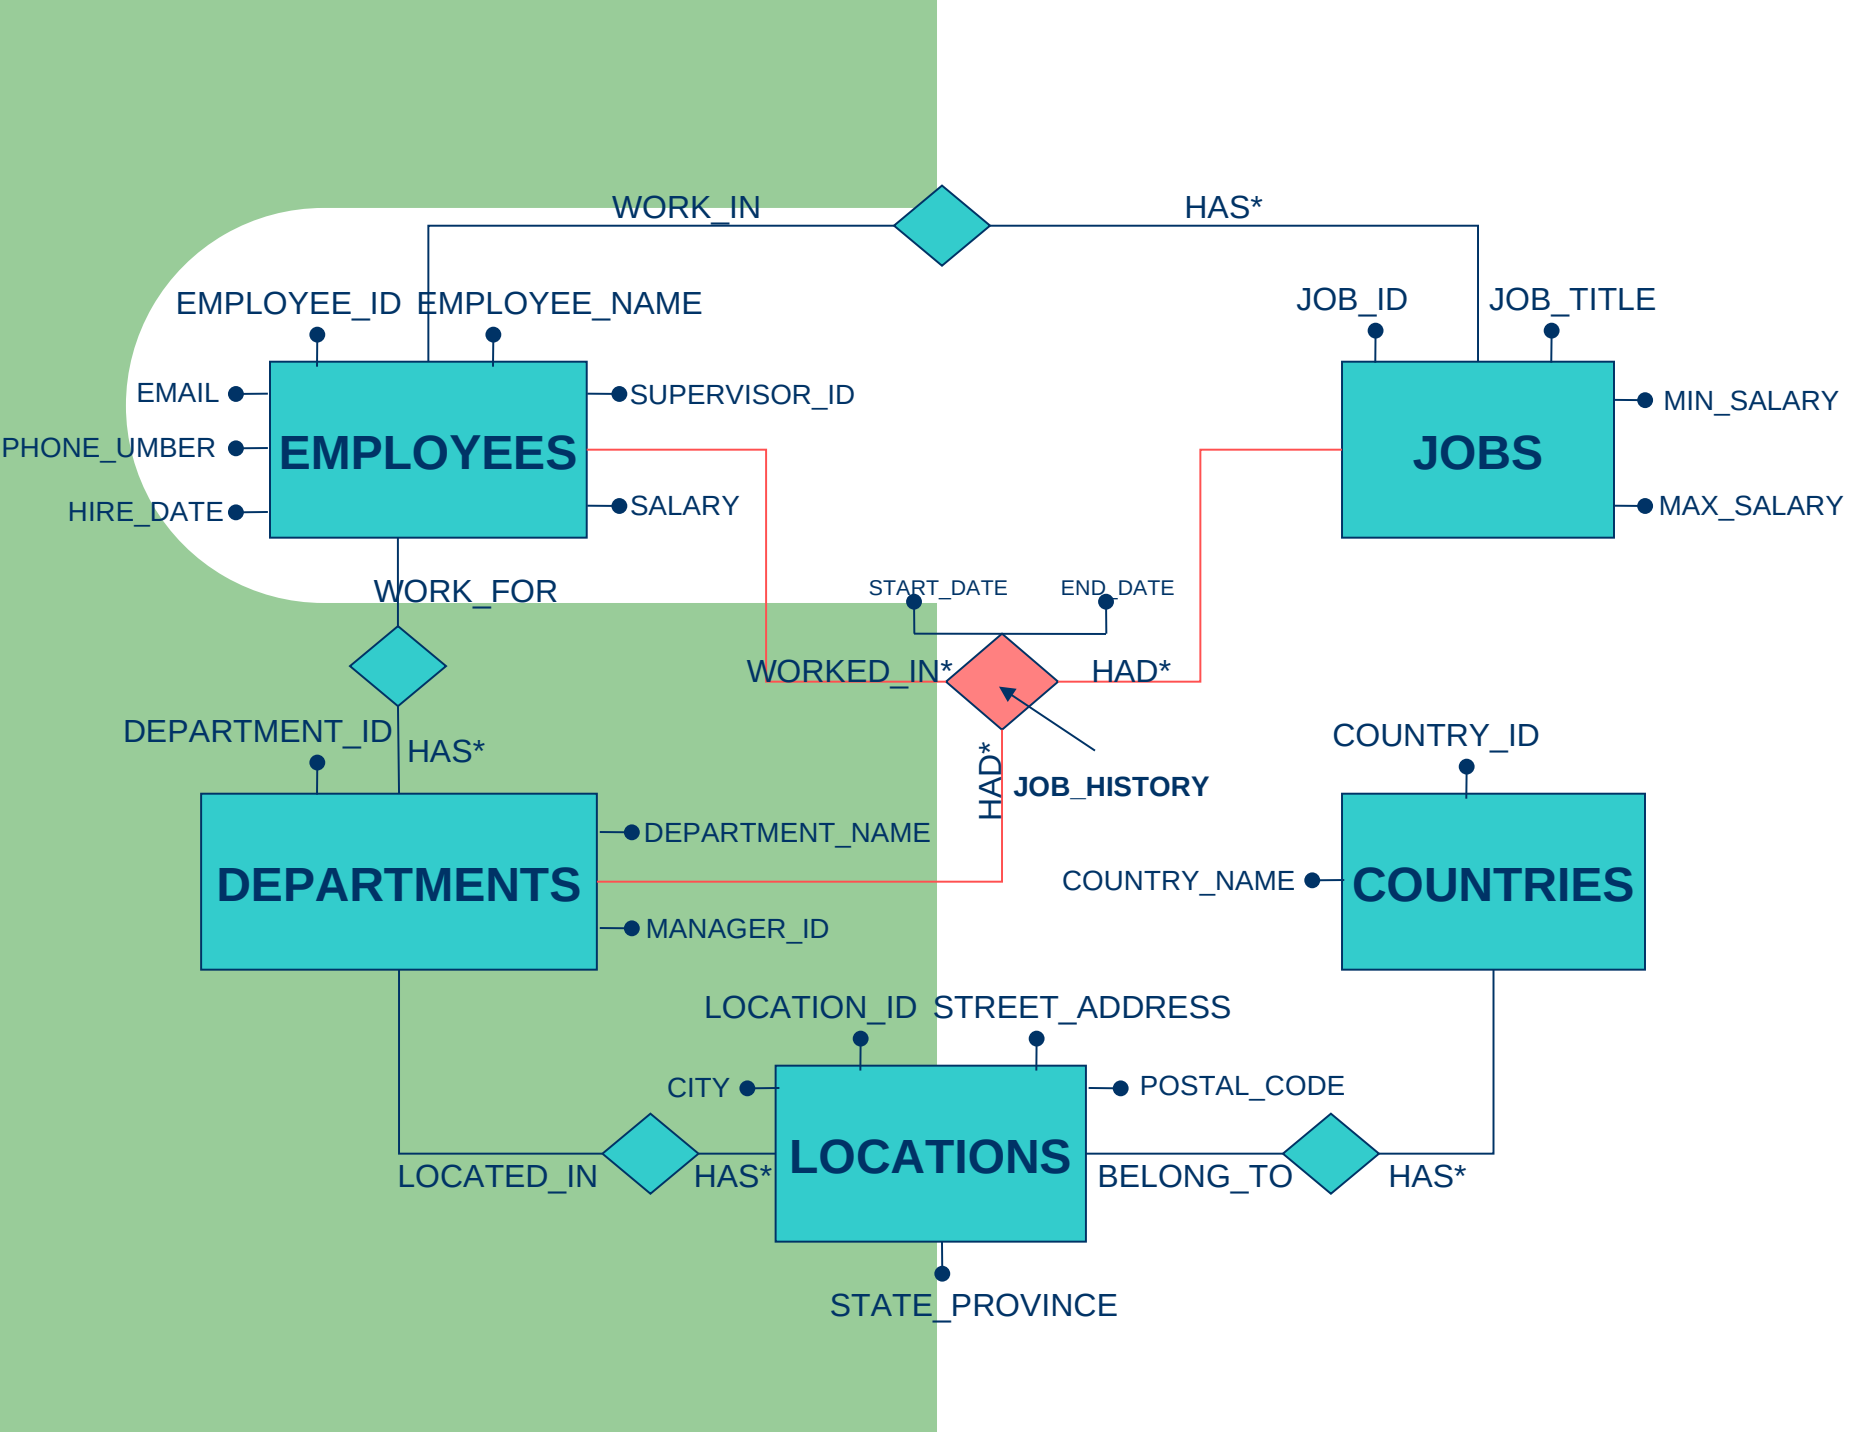 WORK_IN
HAS*
EMPLOYEE_ID
EMPLOYEE_NAME
JOB_ID
JOB_TITLE
EMAIL
SUPERVISOR_ID
MIN_SALARY
PHONE_UMBER
EMPLOYEES
JOBS
HIRE_DATE
SALARY
MAX_SALARY
WORK_FOR
START_DATE
END_DATE
WORKED_IN*
HAD*
DEPARTMENT_ID
HAS*
HAD*
JOB_HISTORY
COUNTRY_ID
DEPARTMENT_NAME
DEPARTMENTS
COUNTRY_NAME
COUNTRIES
MANAGER_ID
LOCATION_ID
STREET_ADDRESS
CITY
POSTAL_CODE
LOCATIONS
LOCATED_IN
HAS*
BELONG_TO
HAS*
STATE_PROVINCE